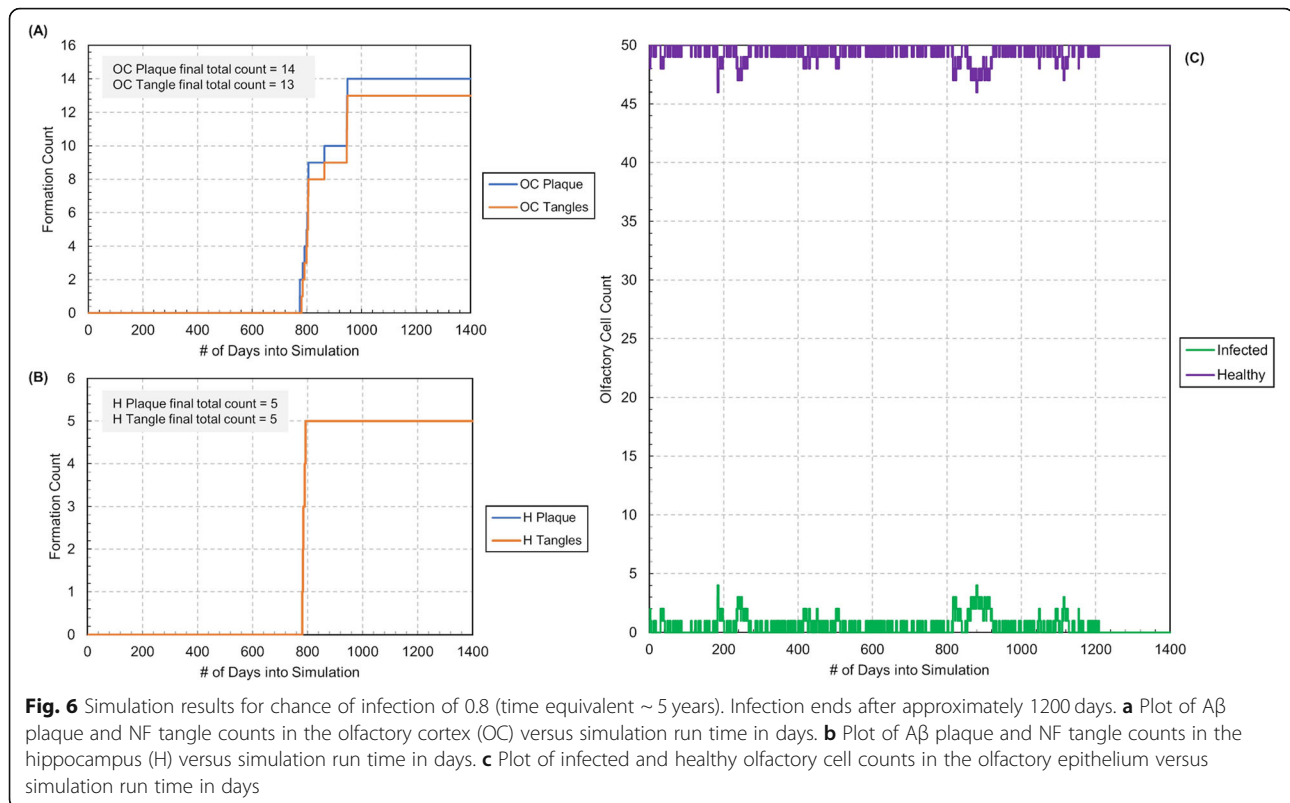 (A)
16
14
12
10
8
6
4
2
0
Formation Count
OC Plaque final total count = 14
OC Tangle final total count = 13
0 200 400 600 800 1000 1200 1400
# of Days into Simulation
OC Plaque
OC Tangles
(B)
6
5
4
3
2
1
0
Formation Count
H Plaque final total count = 5
H Tangle final total count = 5
0 200 400 600 800 1000 1200 1400
# of Days into Simulation
H Plaque
H Tangles
(C)
50
45
40
35
30
25
20
15
10
5
0
Olfactory Cell Count
0 200 400 600 800 1000 1200 1400
# of Days into Simulation
Infected
Healthy
Fig. 6 Simulation results for chance of infection of 0.8 (time equivalent ~ 5 years). Infection ends after approximately 1200 days. a Plot of Aβ
plaque and NF tangle counts in the olfactory cortex (OC) versus simulation run time in days. b Plot of Aβ plaque and NF tangle counts in the
hippocampus (H) versus simulation run time in days. c Plot of infected and healthy olfactory cell counts in the olfactory epithelium versus
simulation run time in days